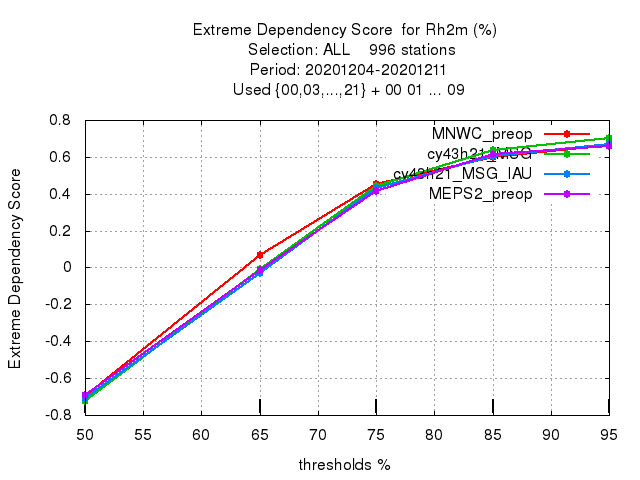 Extreme Dependency Score for Rh2m (%)
Selection: ALL 996 stations
Period: 20201204-20201211
Used {00,03,...,21} + 00 01 ... 09
Extreme Dependency Score
0.8
0.6
0.4
0.2
0
-0.2
-0.4
-0.6
-0.8
MNWC_preop
cy43h21_MSG
cy43h21_MSG_IAU
MEPS2_preop
50 55 60 65 70 75 80 85 90 95
thresholds %